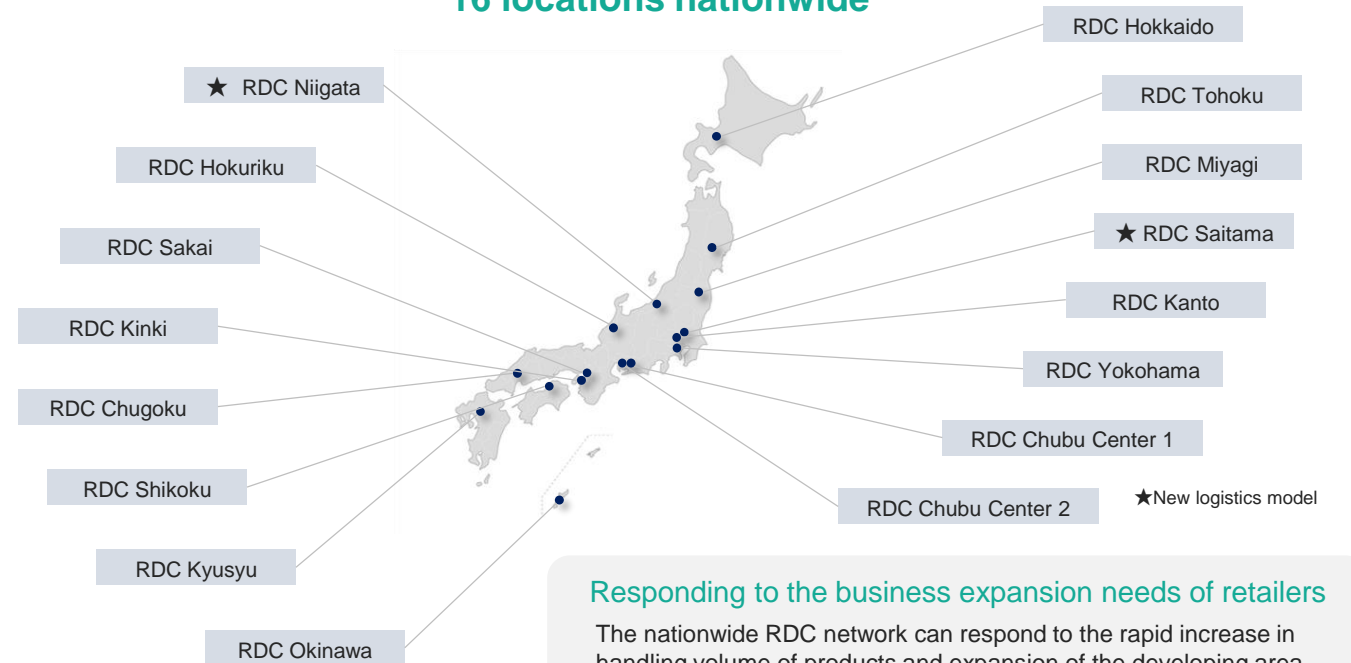 16 locations nationwide
RDC Hokkaido
★ RDC Niigata
RDC Tohoku
RDC Hokuriku
RDC Miyagi
RDC Sakai
★ RDC Saitama
RDC Kinki
RDC Kanto
RDC Chugoku
RDC Yokohama
RDC Chubu Center 1
RDC Shikoku
RDC Chubu Center 2
★New logistics model
RDC Kyusyu
RDC Okinawa
Responding to the business expansion needs of retailers
The nationwide RDC network can respond to the rapid increase in
handling volume of products and expansion of the developing area